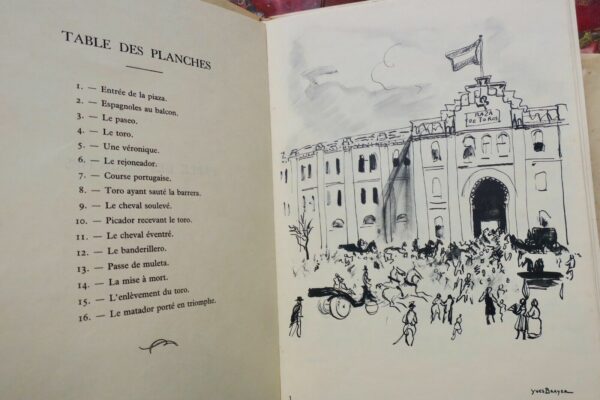 TABLE DES PLANCHES
1. — Entrée de la plaza.
2. — Espagnoles au balcon.
3. — Le paseo.
4. — Le toro.
5. — Une véronique.
6. — Le rejoneador.
7. — Course portugaise.
8. — Toro ayant sauté la barrera.
9. — Le cheval soulevé.
10. — Picador recevant le toro.
11. — Le cheval éventré.
12. — Le banderillero.
13. — Passe de muleta.
14. — La mise à mort.
15. — L'enlèvement du toro.
16. — Le matador porté en triomphe.
PLAZA
DE TOROS
YVES BRAYER
1